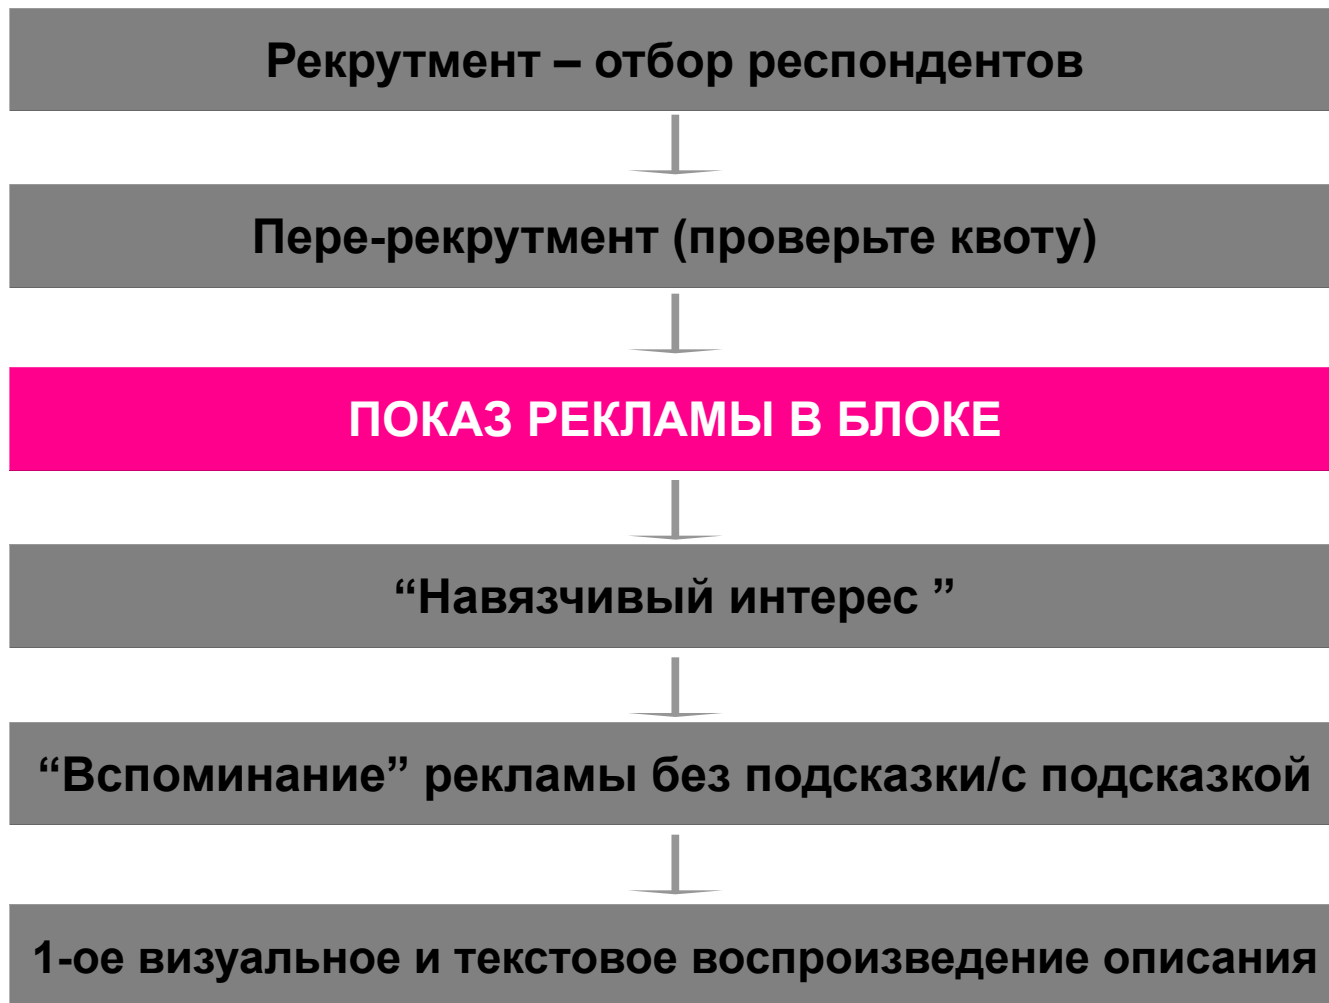 Рекрутмент – отбор респондентов
Пере-рекрутмент (проверьте квоту)
ПОКАЗ РЕКЛАМЫ В БЛОКЕ
“Навязчивый интерес ”
“Вспоминание” рекламы без подсказки/с подсказкой
1-ое визуальное и текстовое воспроизведение описания